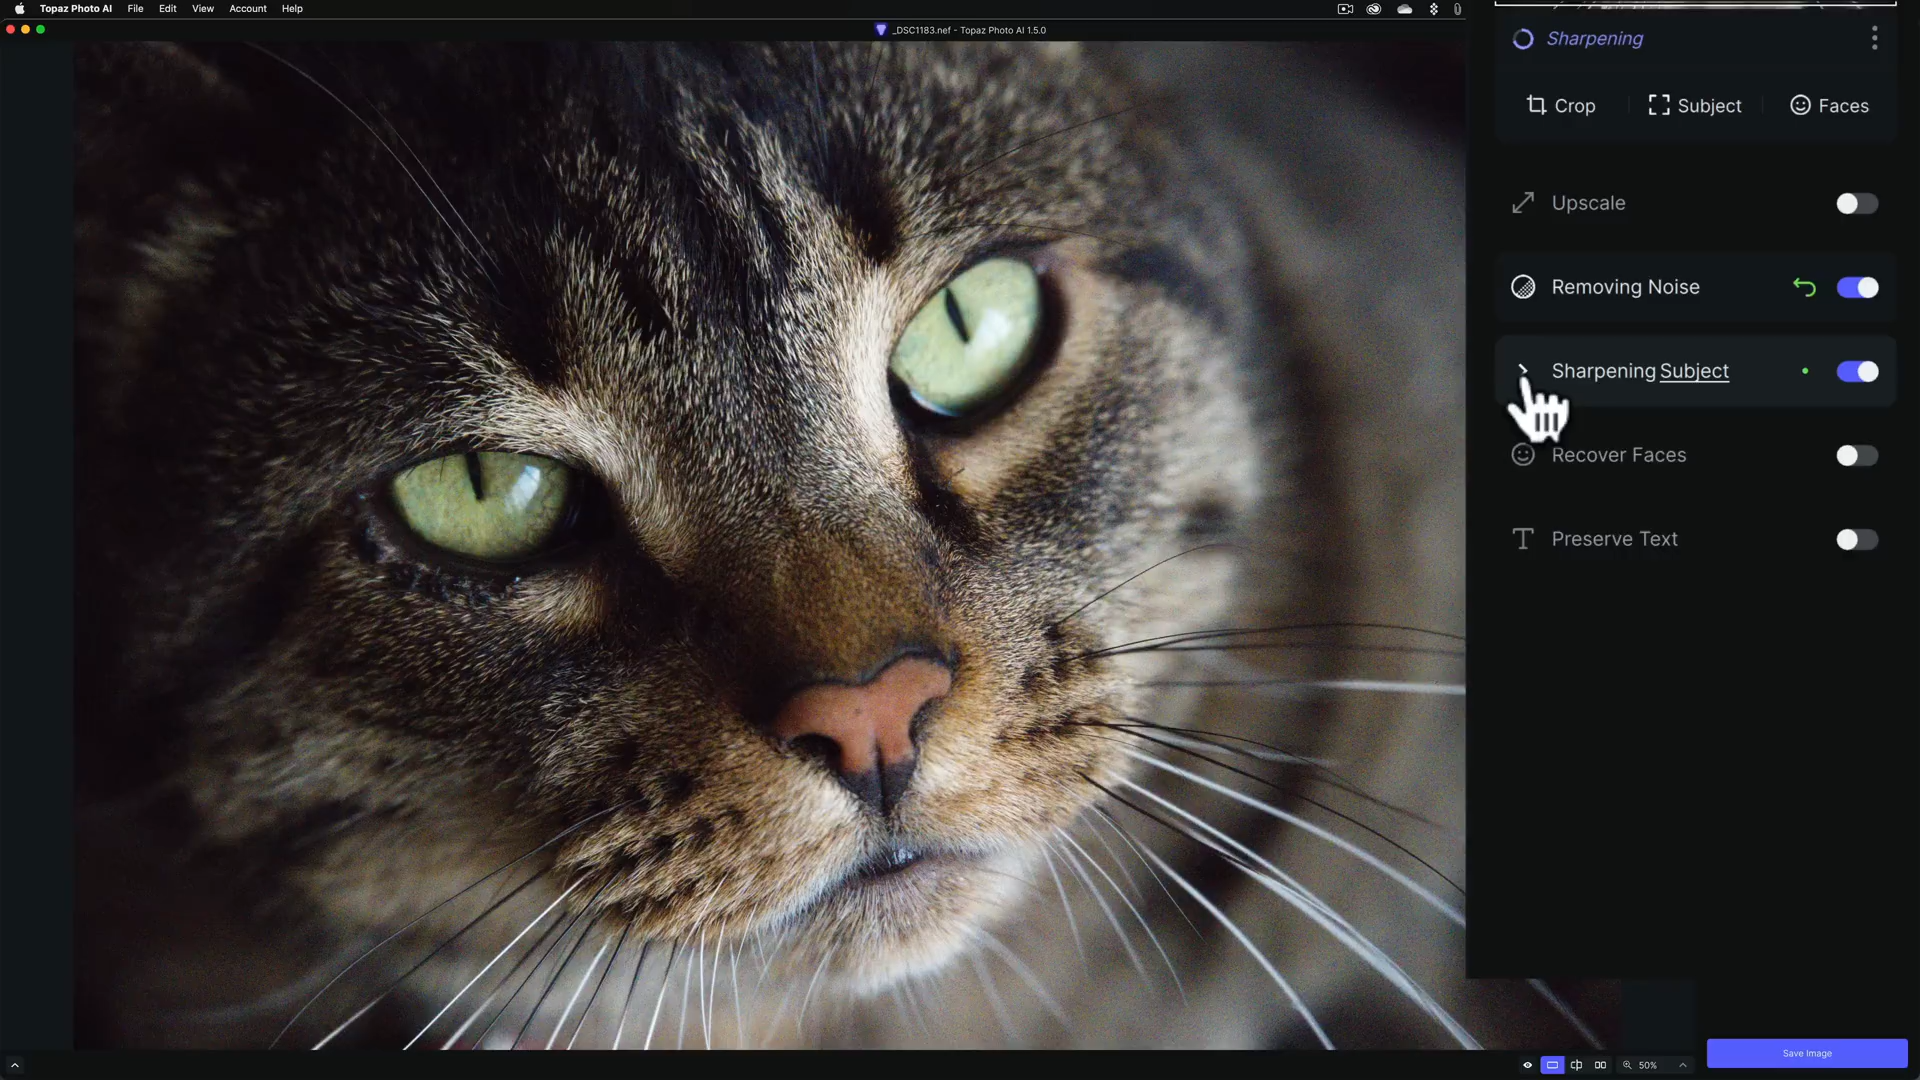 Topaz Photo AI File Edit View Account Help
_DSC1183.nef - Topaz Photo AI 1.5.0
Sharpening
Crop Subject Faces
Upscale
Removing Noise
Sharpening Subject
Recover Faces
Preserve Text
Save Image
50%